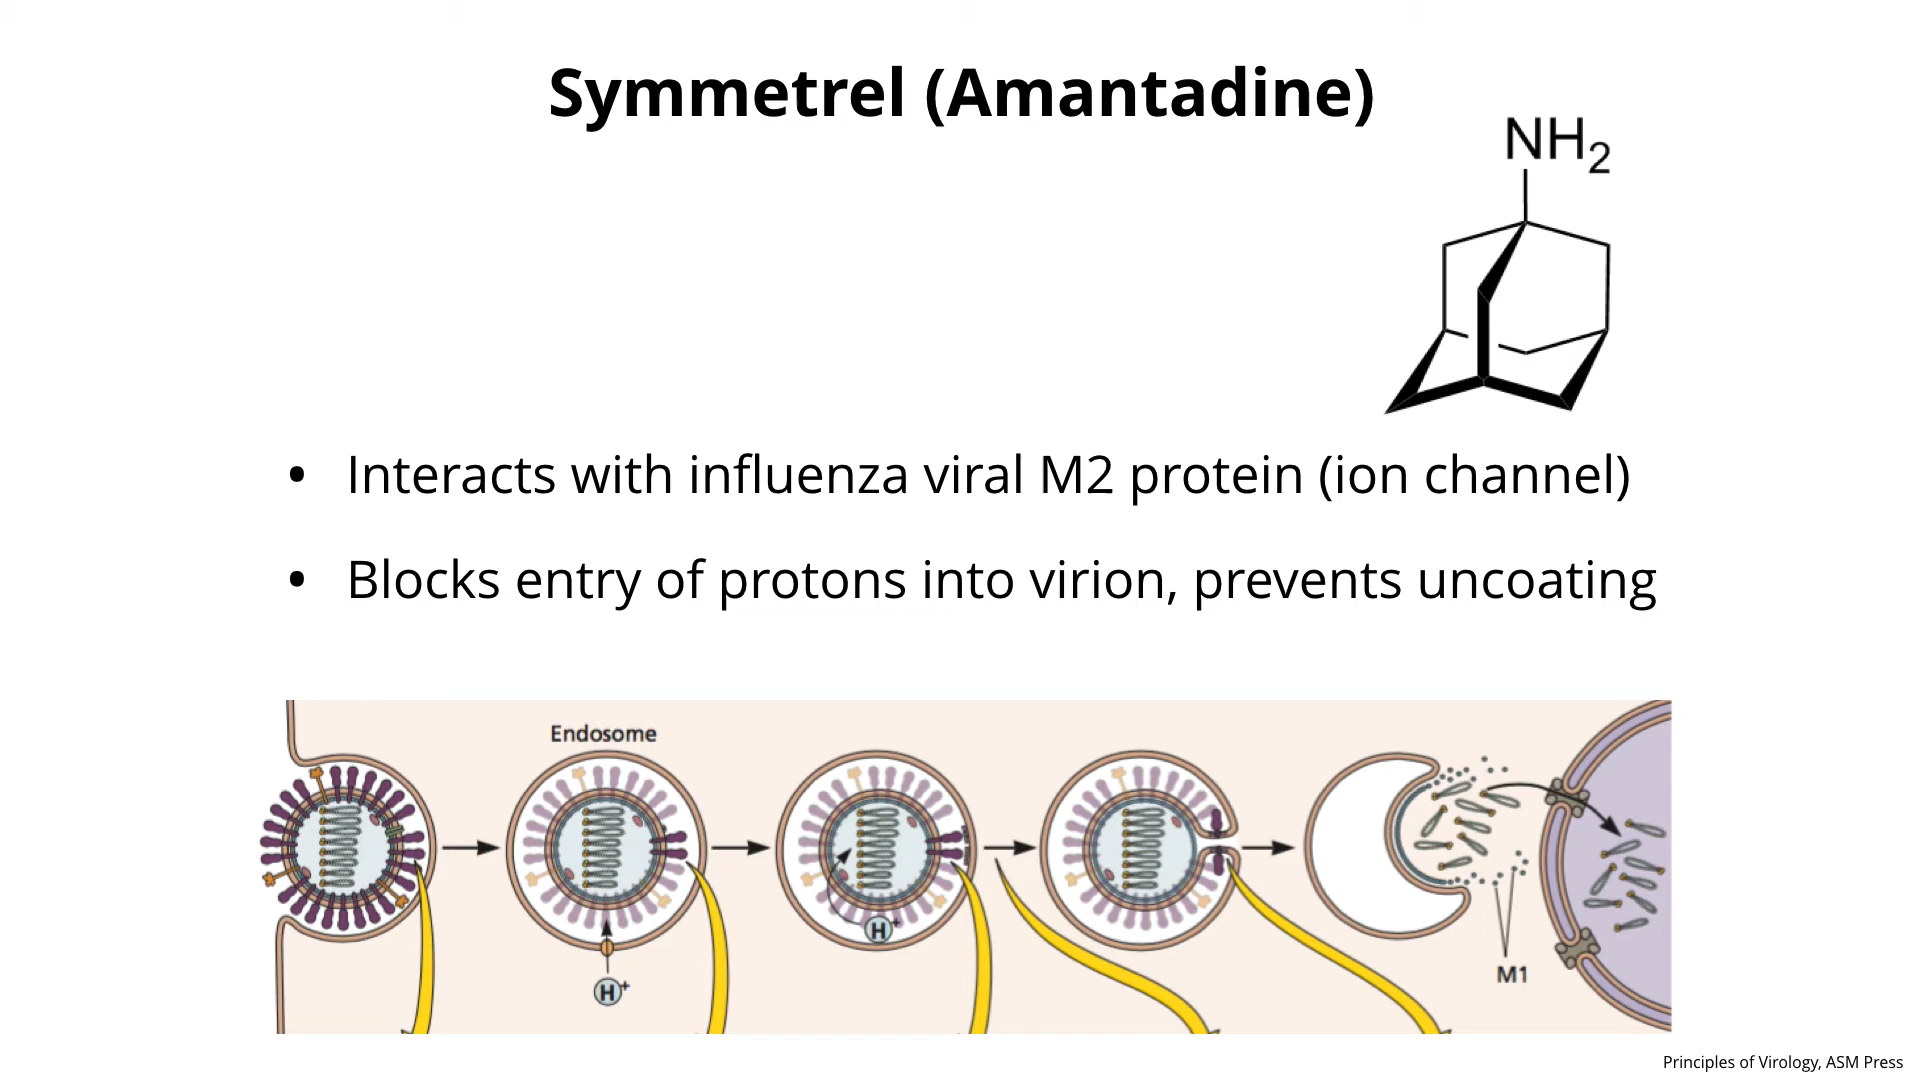 Symmetrel (Amantadine)
NH2
• Interacts with influenza viral M2 protein (ion channel)
• Blocks entry of protons into virion, prevents uncoating
Endosome
H+
H+
M1
Principles of Virology, ASM Press